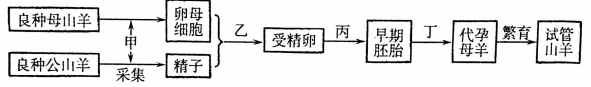 良种母山羊
卵母
细胞
甲
良种公山羊
采集
精子
乙
受精卵
丙
早期
胚胎
丁
代孕
母羊
繁育
试管
山羊